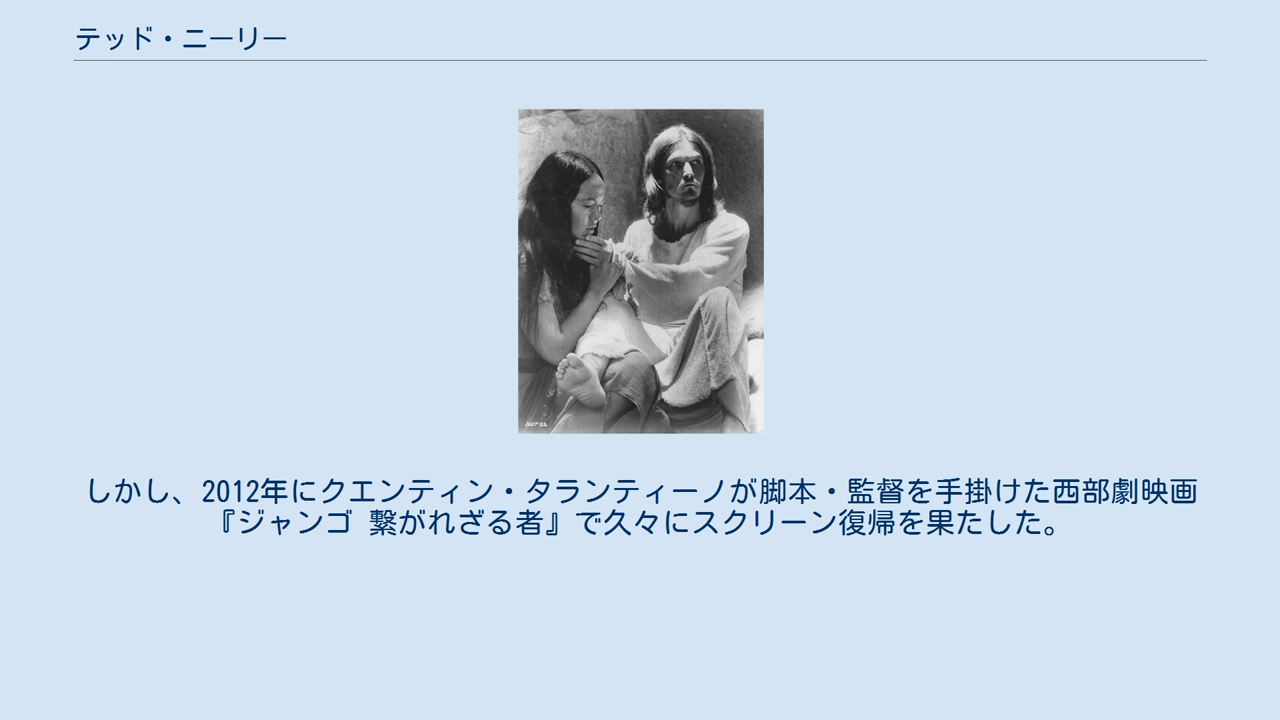 テッド・ニーリー
しかし、2012年にクエンティン・タランティーノが脚本・監督を手掛けた西部劇映画
『ジャンゴ 繋がれざる者』で久々にスクリーン復帰を果たした。